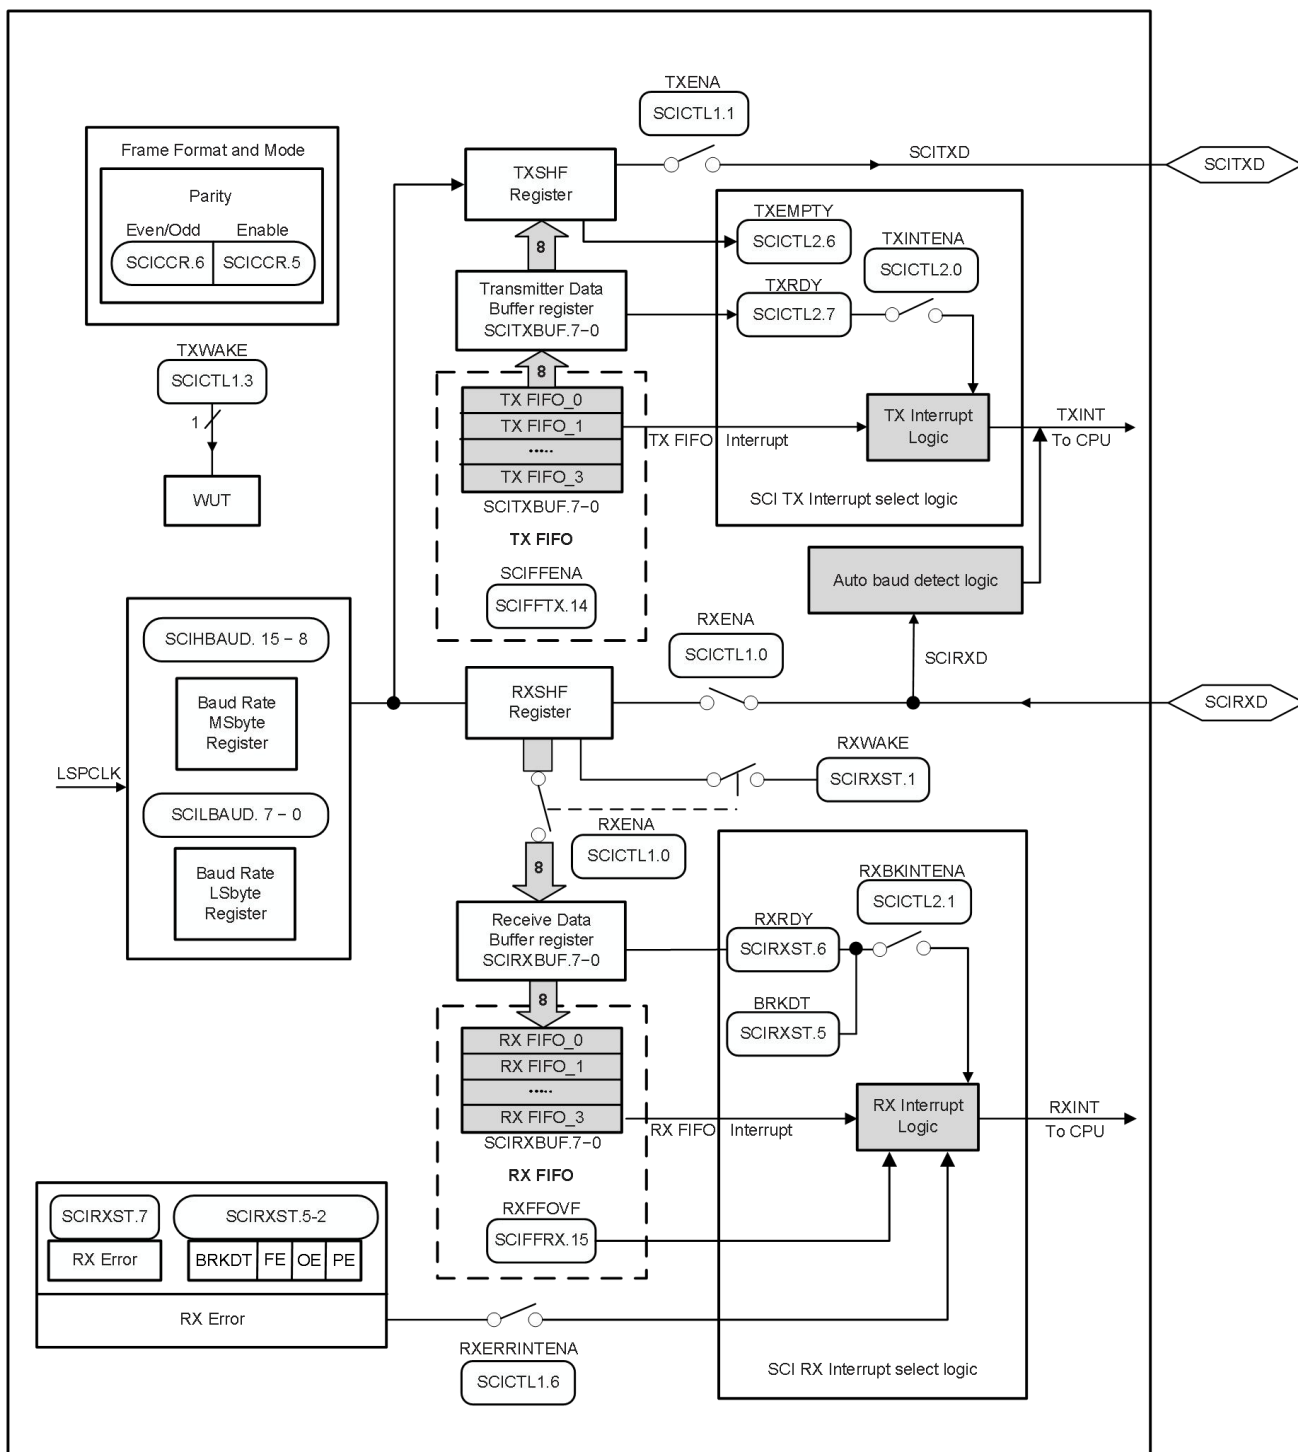 TXENA
SCICTL1.1
Frame Format and Mode
Parity
Even/Odd Enable
SCICCR.6 SCICCR.5
TXSHF
Register
SCITXD
SCITXD
8
TXEMPTY
SCICTL2.6
TXINTENA
SCICTL2.0
Transmitter Data
Buffer register
SCITXBUF.7−0
TXRDY
SCICTL2.7
TXWAKE
SCICTL1.3
1
WUT
8
TX FIFO_0
TX FIFO_1
.....
TX FIFO_3
SCITXBUF.7−0
TX FIFO
SCIFFENA
SCIFFTX.14
TX FIFO Interrupt
TX Interrupt
Logic
TXINT
To CPU
SCI TX Interrupt select logic
Auto baud detect logic
RXENA
SCICTL1.0
SCIRXD
SCIRXD
SCIHBAUD. 15 − 8
Baud Rate
MSbyte
Register
LSPCLK
SCILBAUD. 7 − 0
Baud Rate
LSbyte
Register
RXSHF
Register
RXWAKE
SCIRXST.1
RXENA
SCICTL1.0
8
Receive Data
Buffer register
SCIRXBUF.7−0
RXBKINTENA
SCICTL2.1
RXRDY
SCIRXST.6
BRKDT
SCIRXST.5
8
RX FIFO_0
RX FIFO_1
.....
RX FIFO_3
SCIRXBUF.7−0
RX FIFO
RXFFOVF
SCIFFRX.15
RX FIFO Interrupt
RX Interrupt
Logic
RXINT
To CPU
SCIRXST.7 SCIRXST.5-2
RX Error BRKDT FE OE PE
RX Error
RXERRINTENA
SCICTL1.6
SCI RX Interrupt select logic